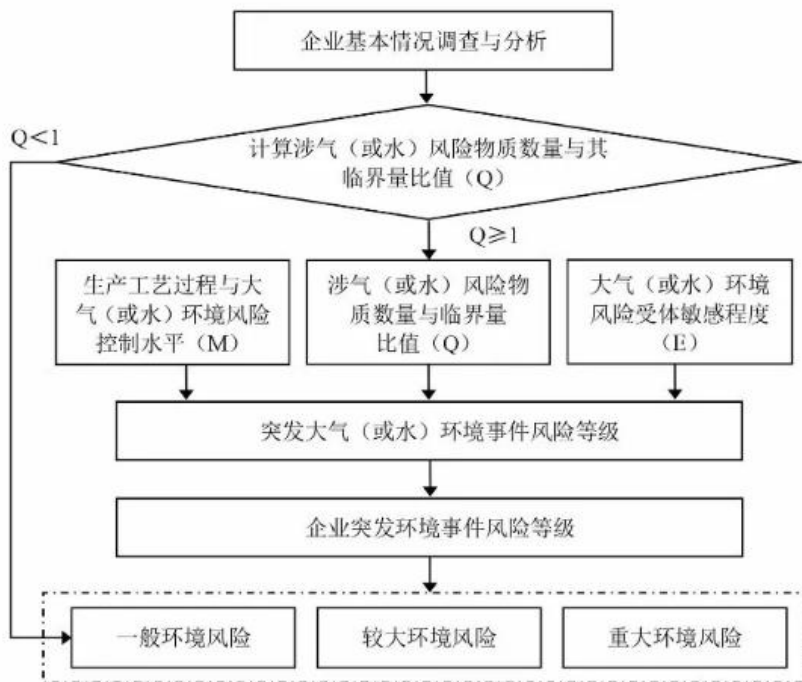 企业基本情况调查与分析
Q＜1
计算涉气（或水）风险物质数量与其
临界量比值（Q）
Q≥1
生产工艺过程与大
气（或水）环境风险
控制水平（M）
涉气（或水）风险物
质数量与临界量
比值（Q）
大气（或水）环境
风险受体敏感程度
（E）
突发大气（或水）环境事件风险等级
企业突发环境事件风险等级
一般环境风险
较大环境风险
重大环境风险